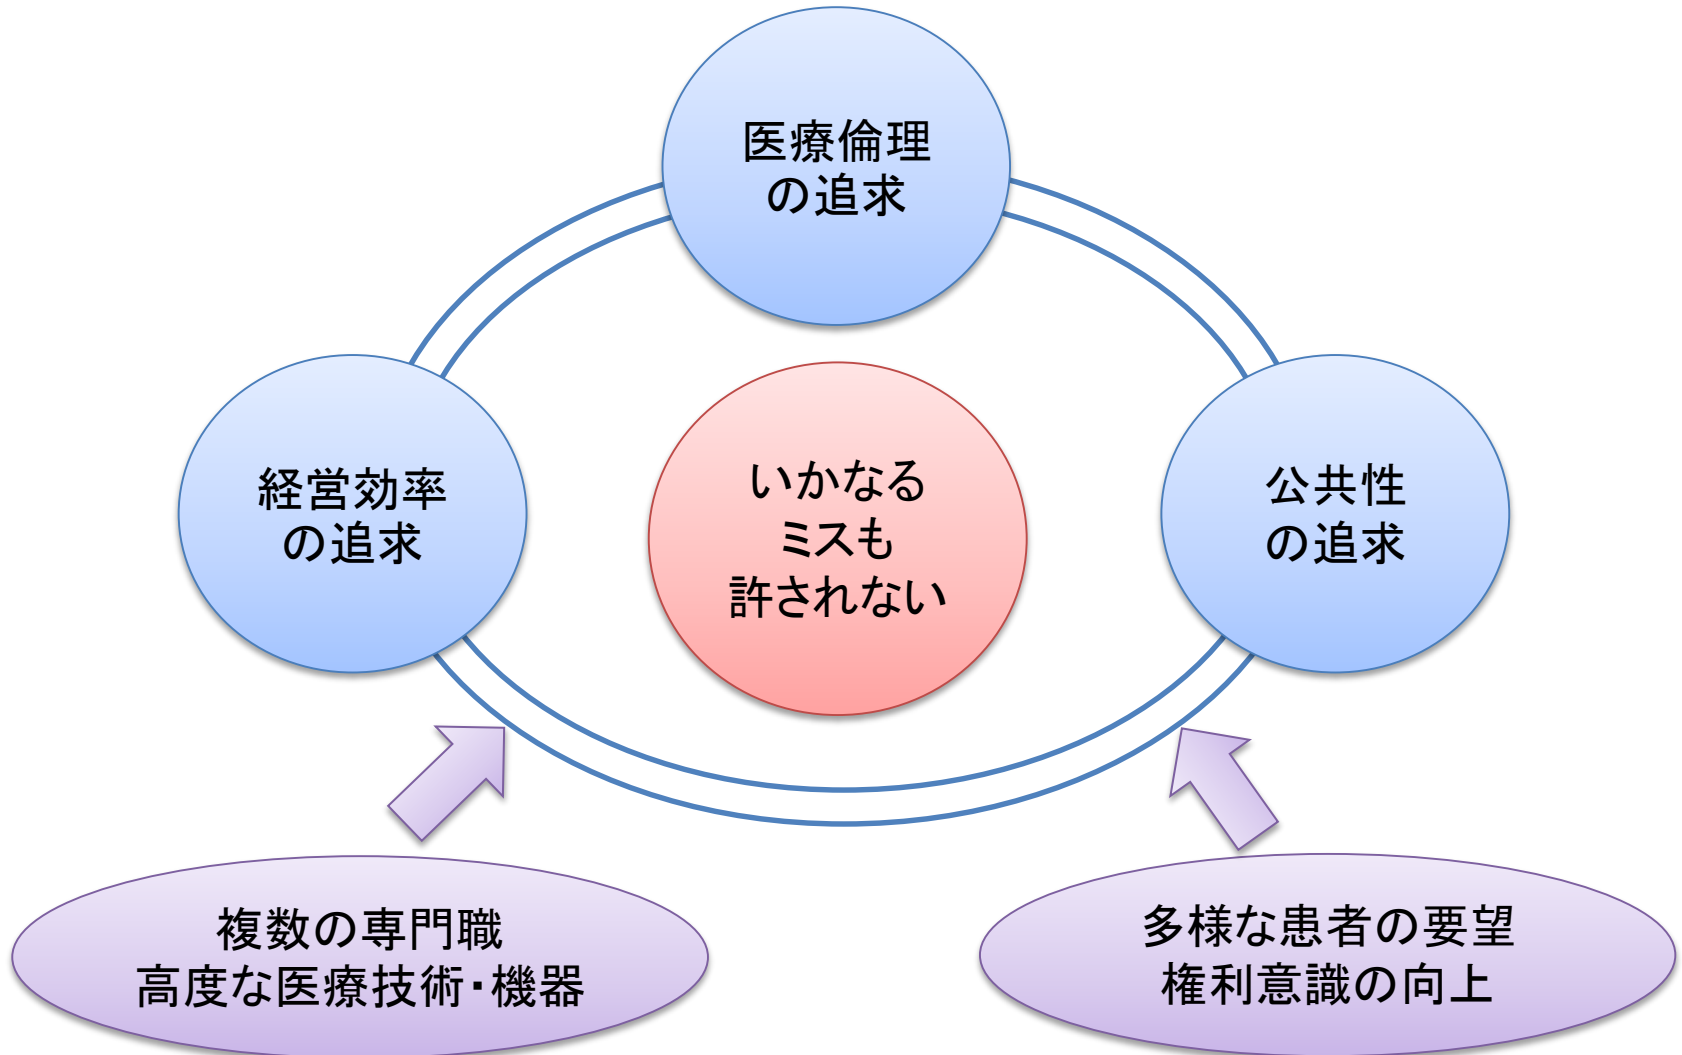 医療倫理
の追求
経営効率
の追求
いかなる
ミスも
許されない
公共性
の追求
複数の専門職
高度な医療技術・機器
多様な患者の要望
権利意識の向上